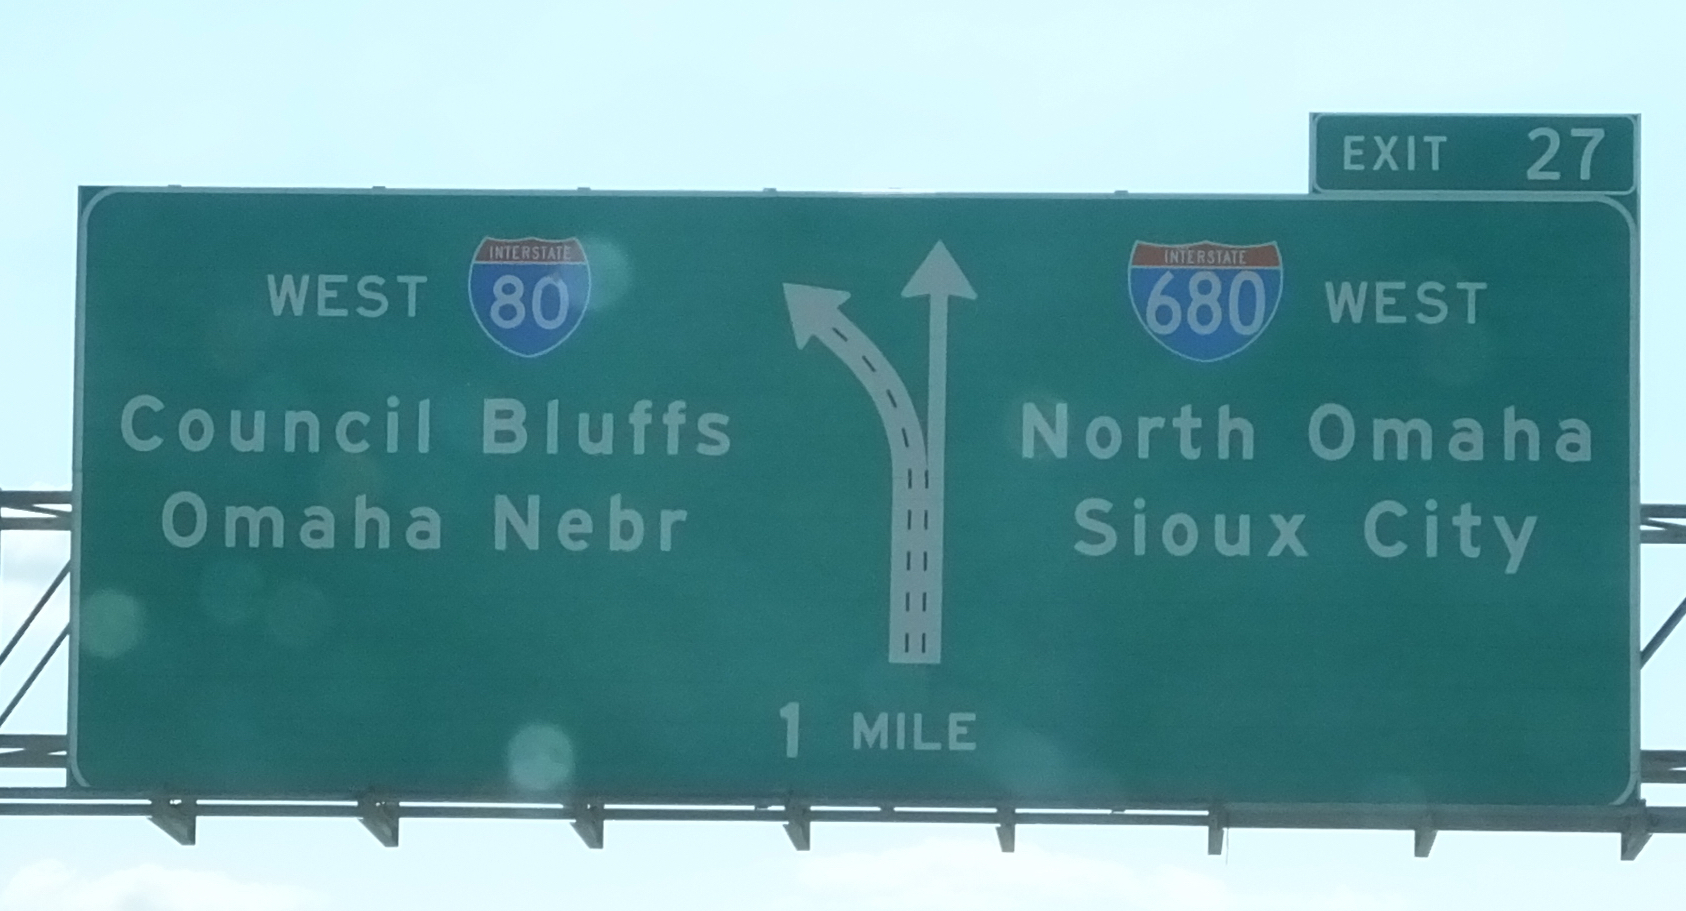 EXIT 27
WEST INTERSTATE 80
Council Bluffs
Omaha Nebr
INTERSTATE 680 WEST
North Omaha
Sioux City
1 MILE